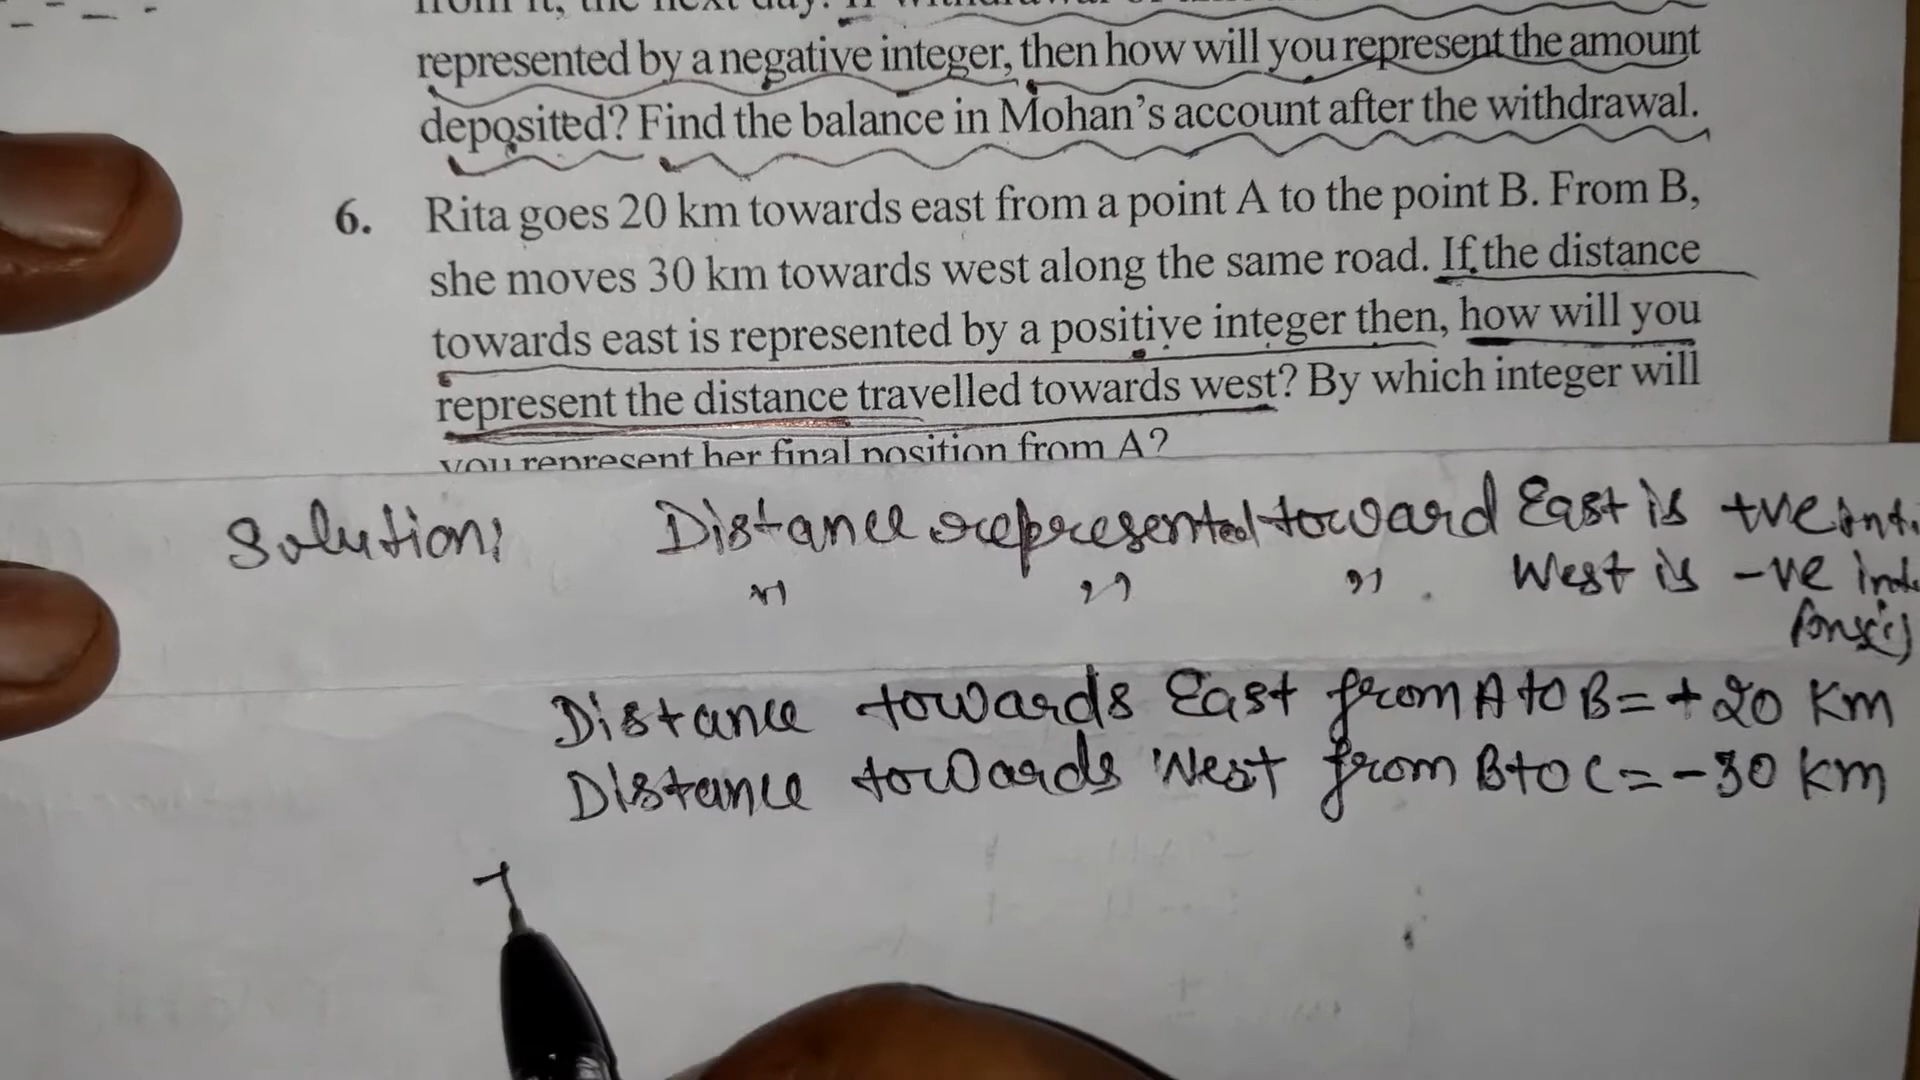 represented by a negative integer, then how will you represent the amount
deposited? Find the balance in Mohan's account after the withdrawal.
6. Rita goes 20 km towards east from a point A to the point B. From B,
she moves 30 km towards west along the same road. If the distance
towards east is represented by a positive integer then, how will you
represent the distance travelled towards west? By which integer will
you represent her final position from A?
Solution: Distance represented toward East is +ve int.
" " " West is -ve
Distance towards East from A to B = + 20 Km
Distance towards West from B to C = - 30 km